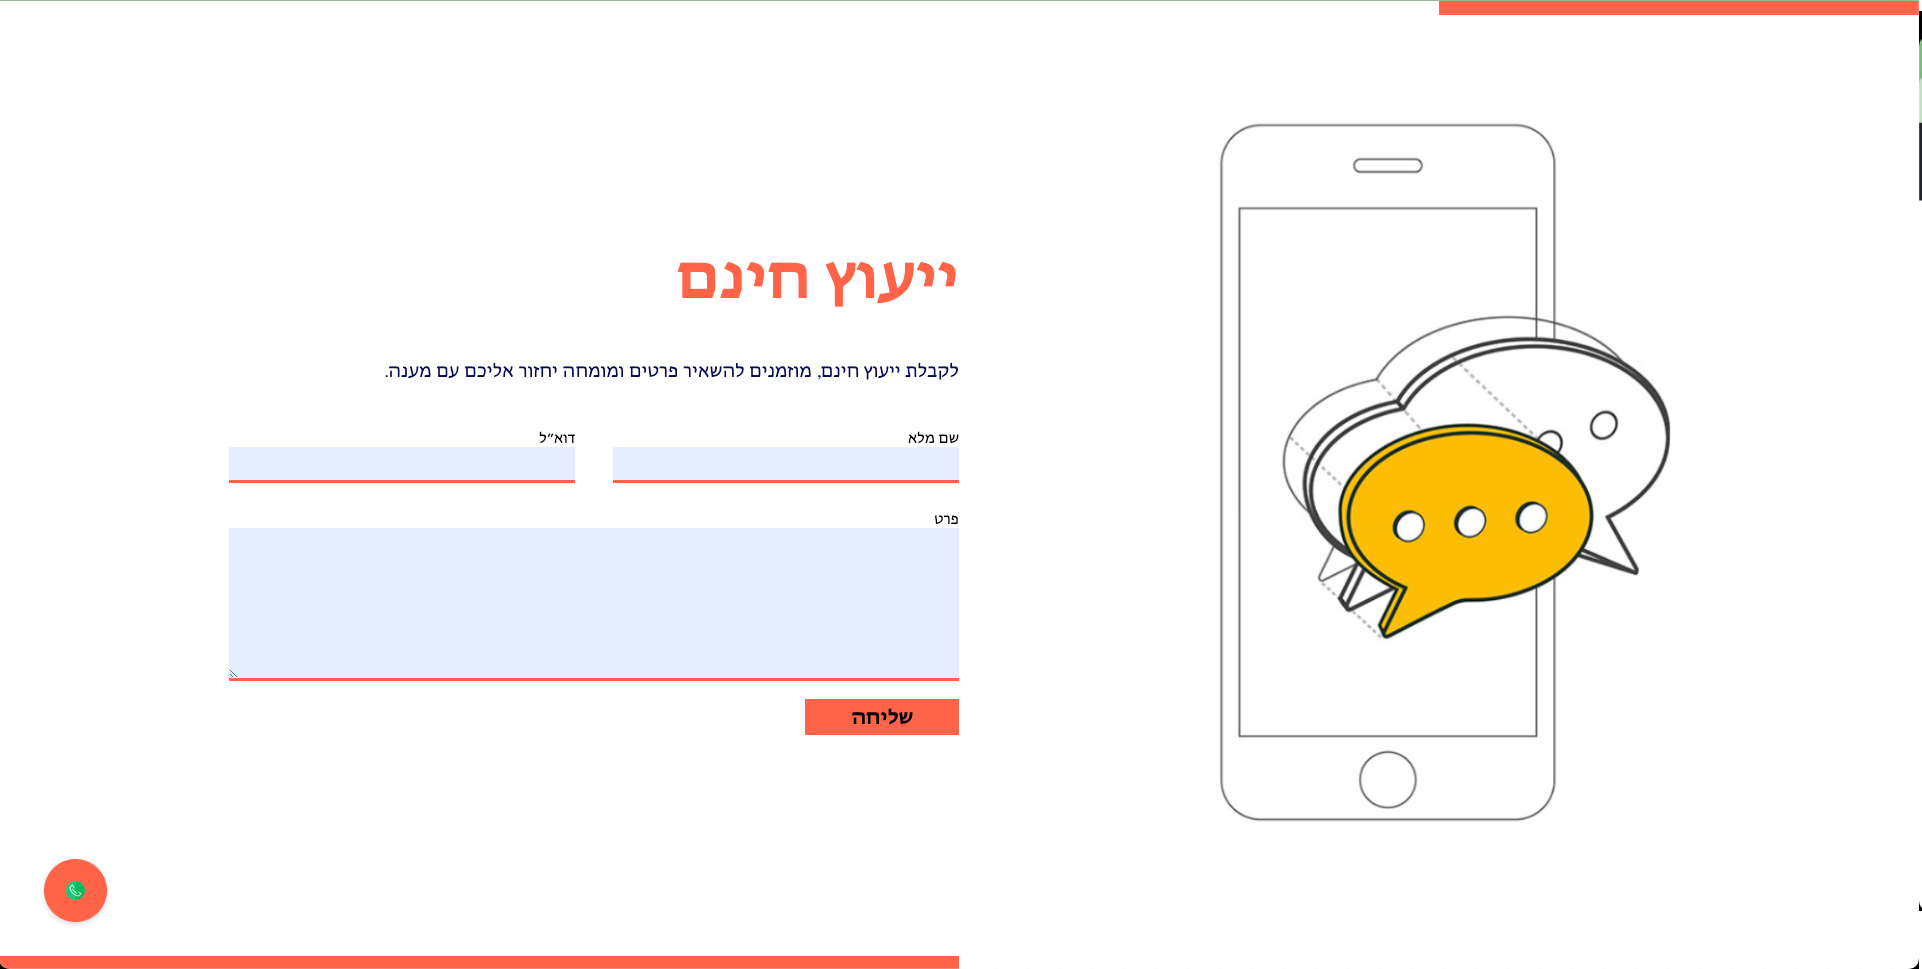 ייעוץ חינם
לקבלת ייעוץ חינם, מוזמנים להשאיר פרטים ומומחה יחזור אליכם עם מענה.
שם מלא
דוא״ל
פרט
שליחה